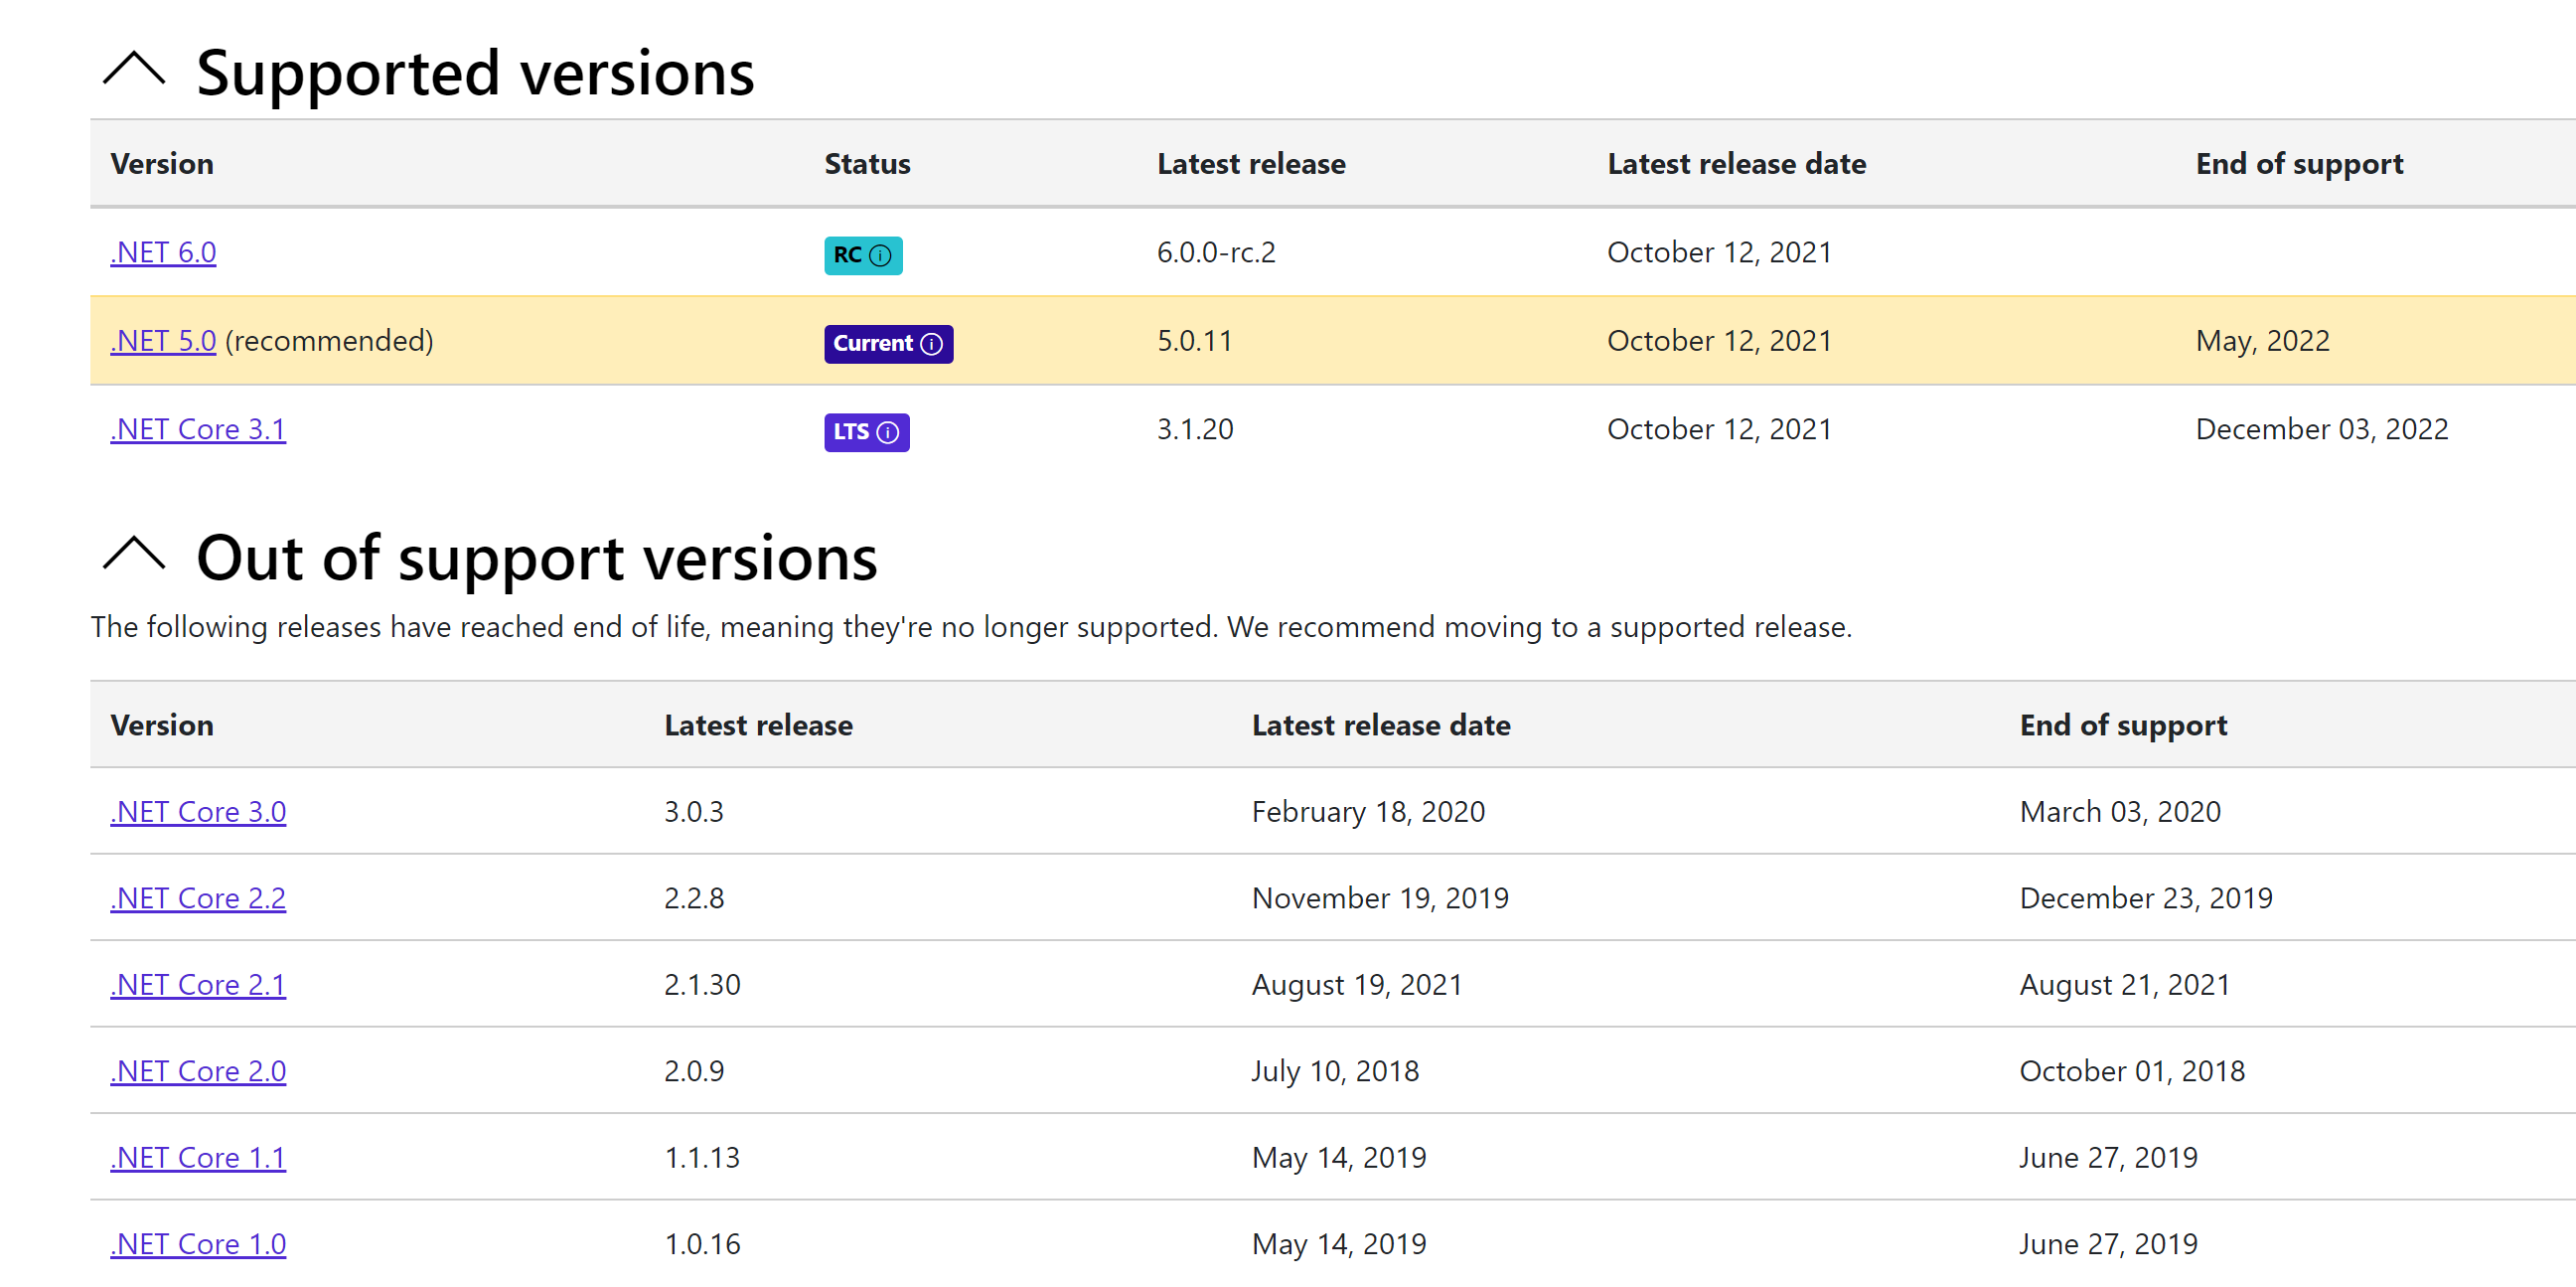 Supported versions
Version Status Latest release Latest release date End of support
.NET 6.0 RC 6.0.0-rc.2 October 12, 2021
.NET 5.0 (recommended) Current 5.0.11 October 12, 2021 May, 2022
.NET Core 3.1 LTS 3.1.20 October 12, 2021 December 03, 2022
Out of support versions
The following releases have reached end of life, meaning they're no longer supported. We recommend moving to a supported release.
Version Latest release Latest release date End of support
.NET Core 3.0 3.0.3 February 18, 2020 March 03, 2020
.NET Core 2.2 2.2.8 November 19, 2019 December 23, 2019
.NET Core 2.1 2.1.30 August 19, 2021 August 21, 2021
.NET Core 2.0 2.0.9 July 10, 2018 October 01, 2018
.NET Core 1.1 1.1.13 May 14, 2019 June 27, 2019
.NET Core 1.0 1.0.16 May 14, 2019 June 27, 2019